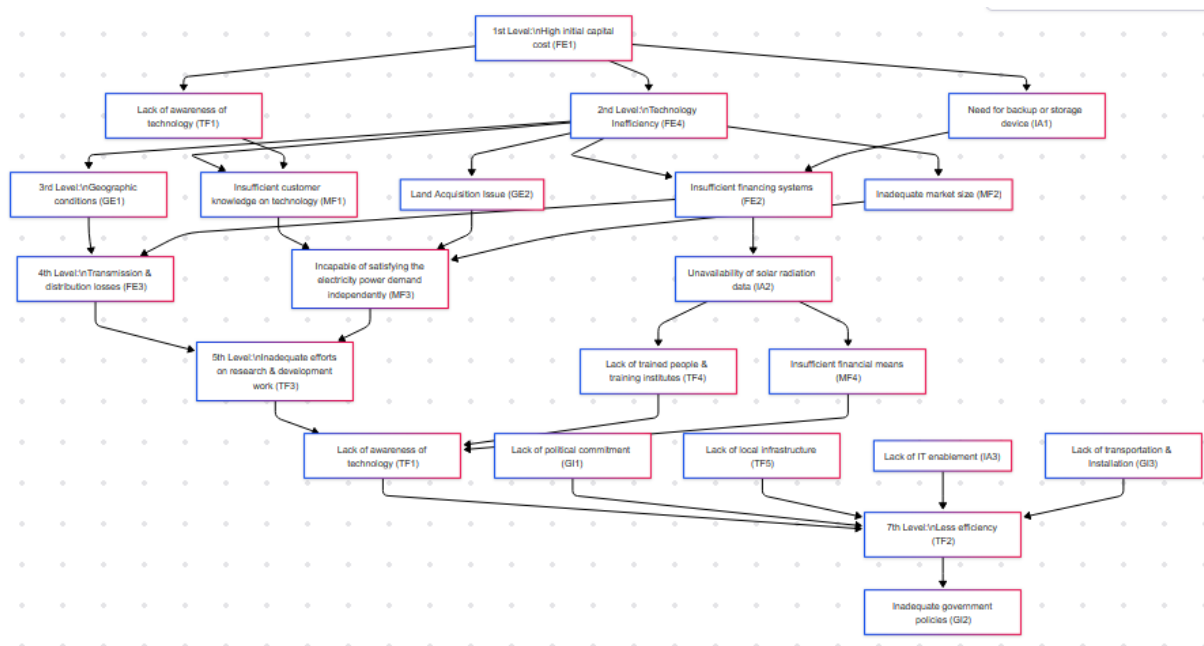 1st Level:\nHigh initial capital
cost (FE1)
Lack of awareness of
technology (TF1)
2nd Level:\nTechnology
Inefficiency (FE4)
Need for backup or storage
device (IA1)
3rd Level:\nGeographic
conditions (GE1)
Insufficient customer
knowledge on technology (MF1)
Land Acquisition Issue (GE2)
Insufficient financing systems
(FE2)
Inadequate market size (MF2)
4th Level:\nTransmission &
distribution losses (FE3)
Incapable of satisfying the
electricity power demand
independently (MF3)
Unavailability of solar radiation
data (IA2)
5th Level:\nInadequate efforts
on research & development
work (TF3)
Lack of trained people &
training institutes (TF4)
Insufficient financial means
(MF4)
Lack of awareness of
technology (TF1)
Lack of political commitment
(GI1)
Lack of local infrastructure
(TF5)
Lack of IT enablement (IA3)
Lack of transportation &
Installation (GI3)
7th Level:\nLess efficiency
(TF2)
Inadequate government
policies (GI2)